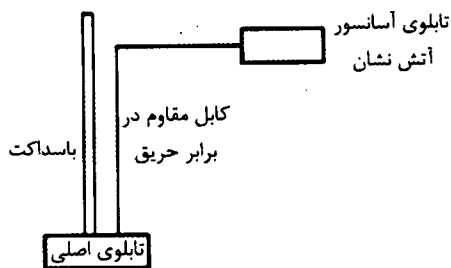 تابلوی آسانسور
آتش نشان
کابل مقاوم در
برابر حریق
باسداکت
تابلوی اصلی